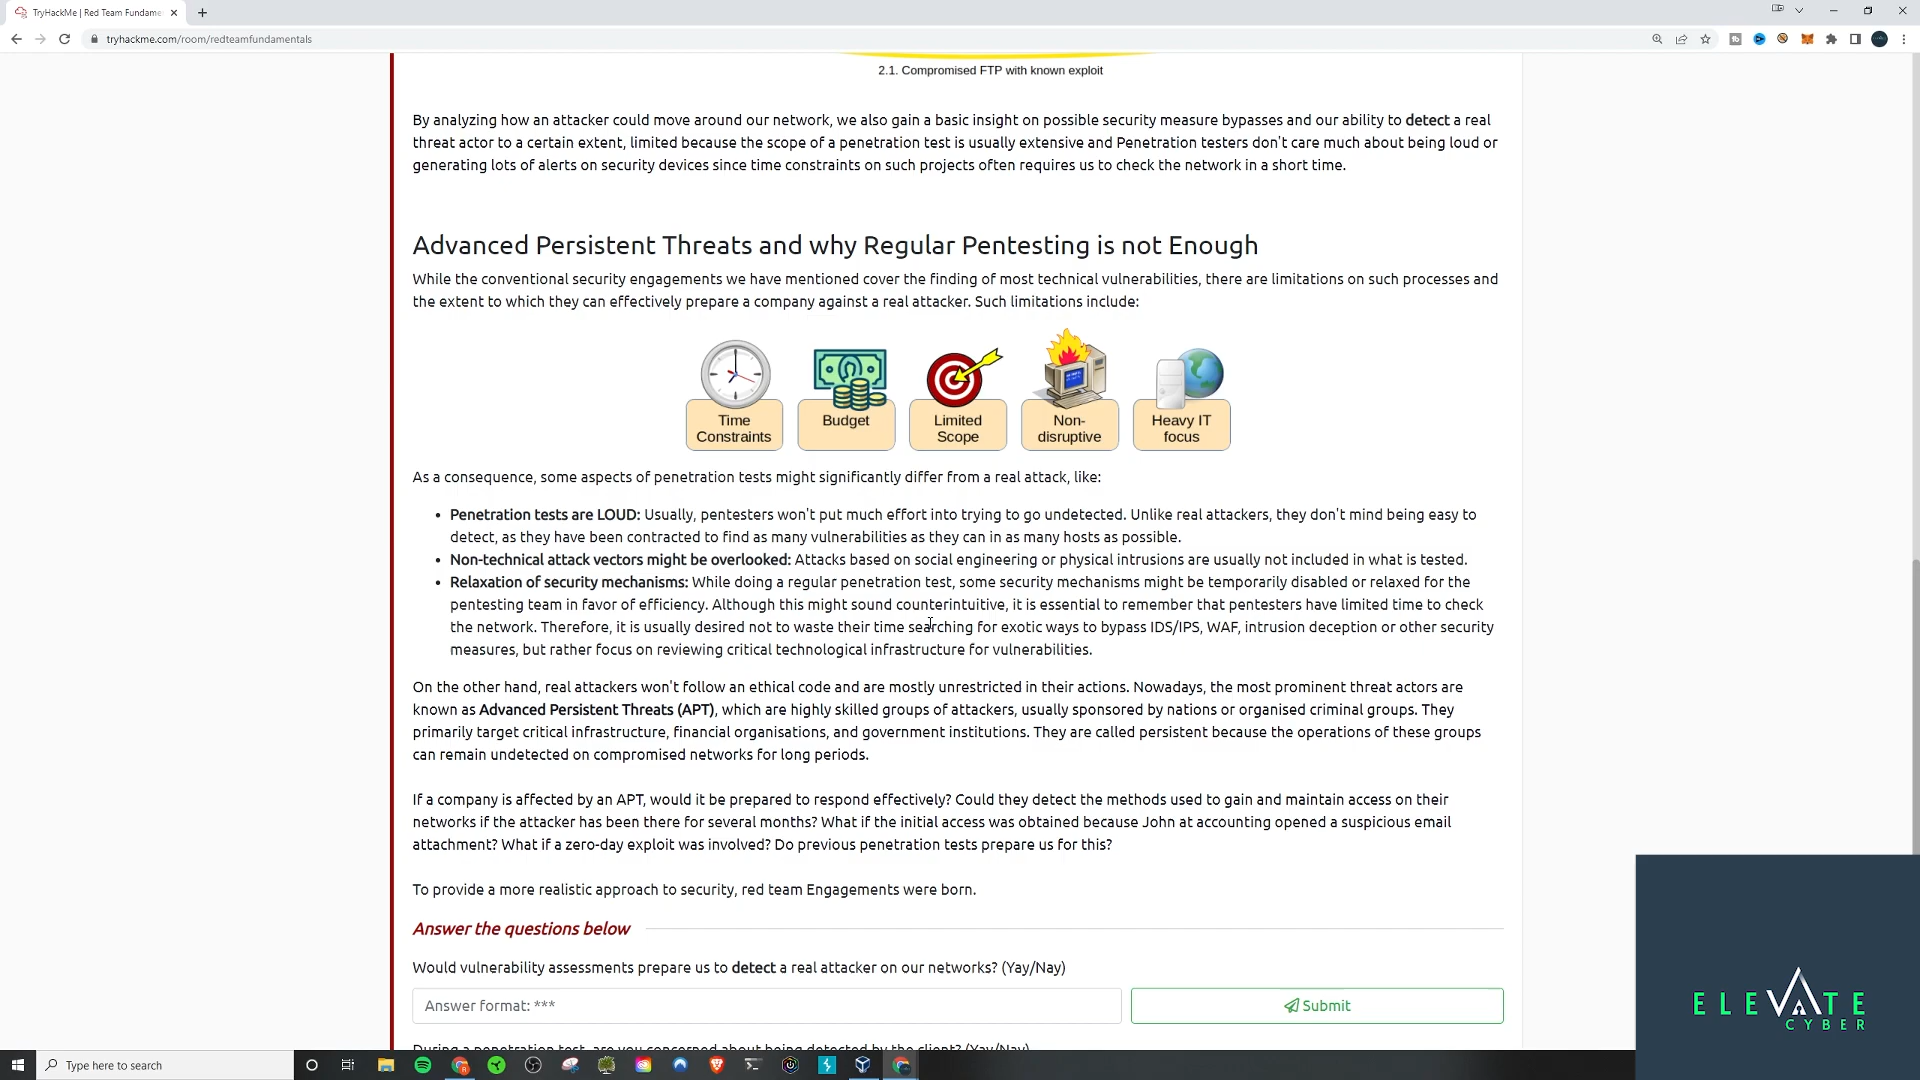 TryHackMe | Red Team Fundame
tryhackme.com/room/redteamfundamentals
2.1. Compromised FTP with known exploit
By analyzing how an attacker could move around our network, we also gain a basic insight on possible security measure bypasses and our ability to detect a real
threat actor to a certain extent, limited because the scope of a penetration test is usually extensive and Penetration testers don't care much about being loud or
generating lots of alerts on security devices since time constraints on such projects often requires us to check the network in a short time.
Advanced Persistent Threats and why Regular Pentesting is not Enough
While the conventional security engagements we have mentioned cover the finding of most technical vulnerabilities, there are limitations on such processes and
the extent to which they can effectively prepare a company against a real attacker. Such limitations include:
Time Constraints
Budget
Limited Scope
Non-disruptive
Heavy IT focus
As a consequence, some aspects of penetration tests might significantly differ from a real attack, like:
• Penetration tests are LOUD: Usually, pentesters won't put much effort into trying to go undetected. Unlike real attackers, they don't mind being easy to
detect, as they have been contracted to find as many vulnerabilities as they can in as many hosts as possible.
• Non-technical attack vectors might be overlooked: Attacks based on social engineering or physical intrusions are usually not included in what is tested.
• Relaxation of security mechanisms: While doing a regular penetration test, some security mechanisms might be temporarily disabled or relaxed for the
pentesting team in favor of efficiency. Although this might sound counterintuitive, it is essential to remember that pentesters have limited time to check
the network. Therefore, it is usually desired not to waste their time searching for exotic ways to bypass IDS/IPS, WAF, intrusion deception or other security
measures, but rather focus on reviewing critical technological infrastructure for vulnerabilities.
On the other hand, real attackers won't follow an ethical code and are mostly unrestricted in their actions. Nowadays, the most prominent threat actors are
known as Advanced Persistent Threats (APT), which are highly skilled groups of attackers, usually sponsored by nations or organised criminal groups. They
primarily target critical infrastructure, financial organisations, and government institutions. They are called persistent because the operations of these groups
can remain undetected on compromised networks for long periods.
If a company is affected by an APT, would it be prepared to respond effectively? Could they detect the methods used to gain and maintain access on their
networks if the attacker has been there for several months? What if the initial access was obtained because John at accounting opened a suspicious email
attachment? What if a zero-day exploit was involved? Do previous penetration tests prepare us for this?
To provide a more realistic approach to security, red team Engagements were born.
Answer the questions below
Would vulnerability assessments prepare us to detect a real attacker on our networks? (Yay/Nay)
Answer format: ***
Submit
During a penetration test, are you concerned about being detected by the client? (Yay/Nay)
ELEVATE
CYBER
Type here to search